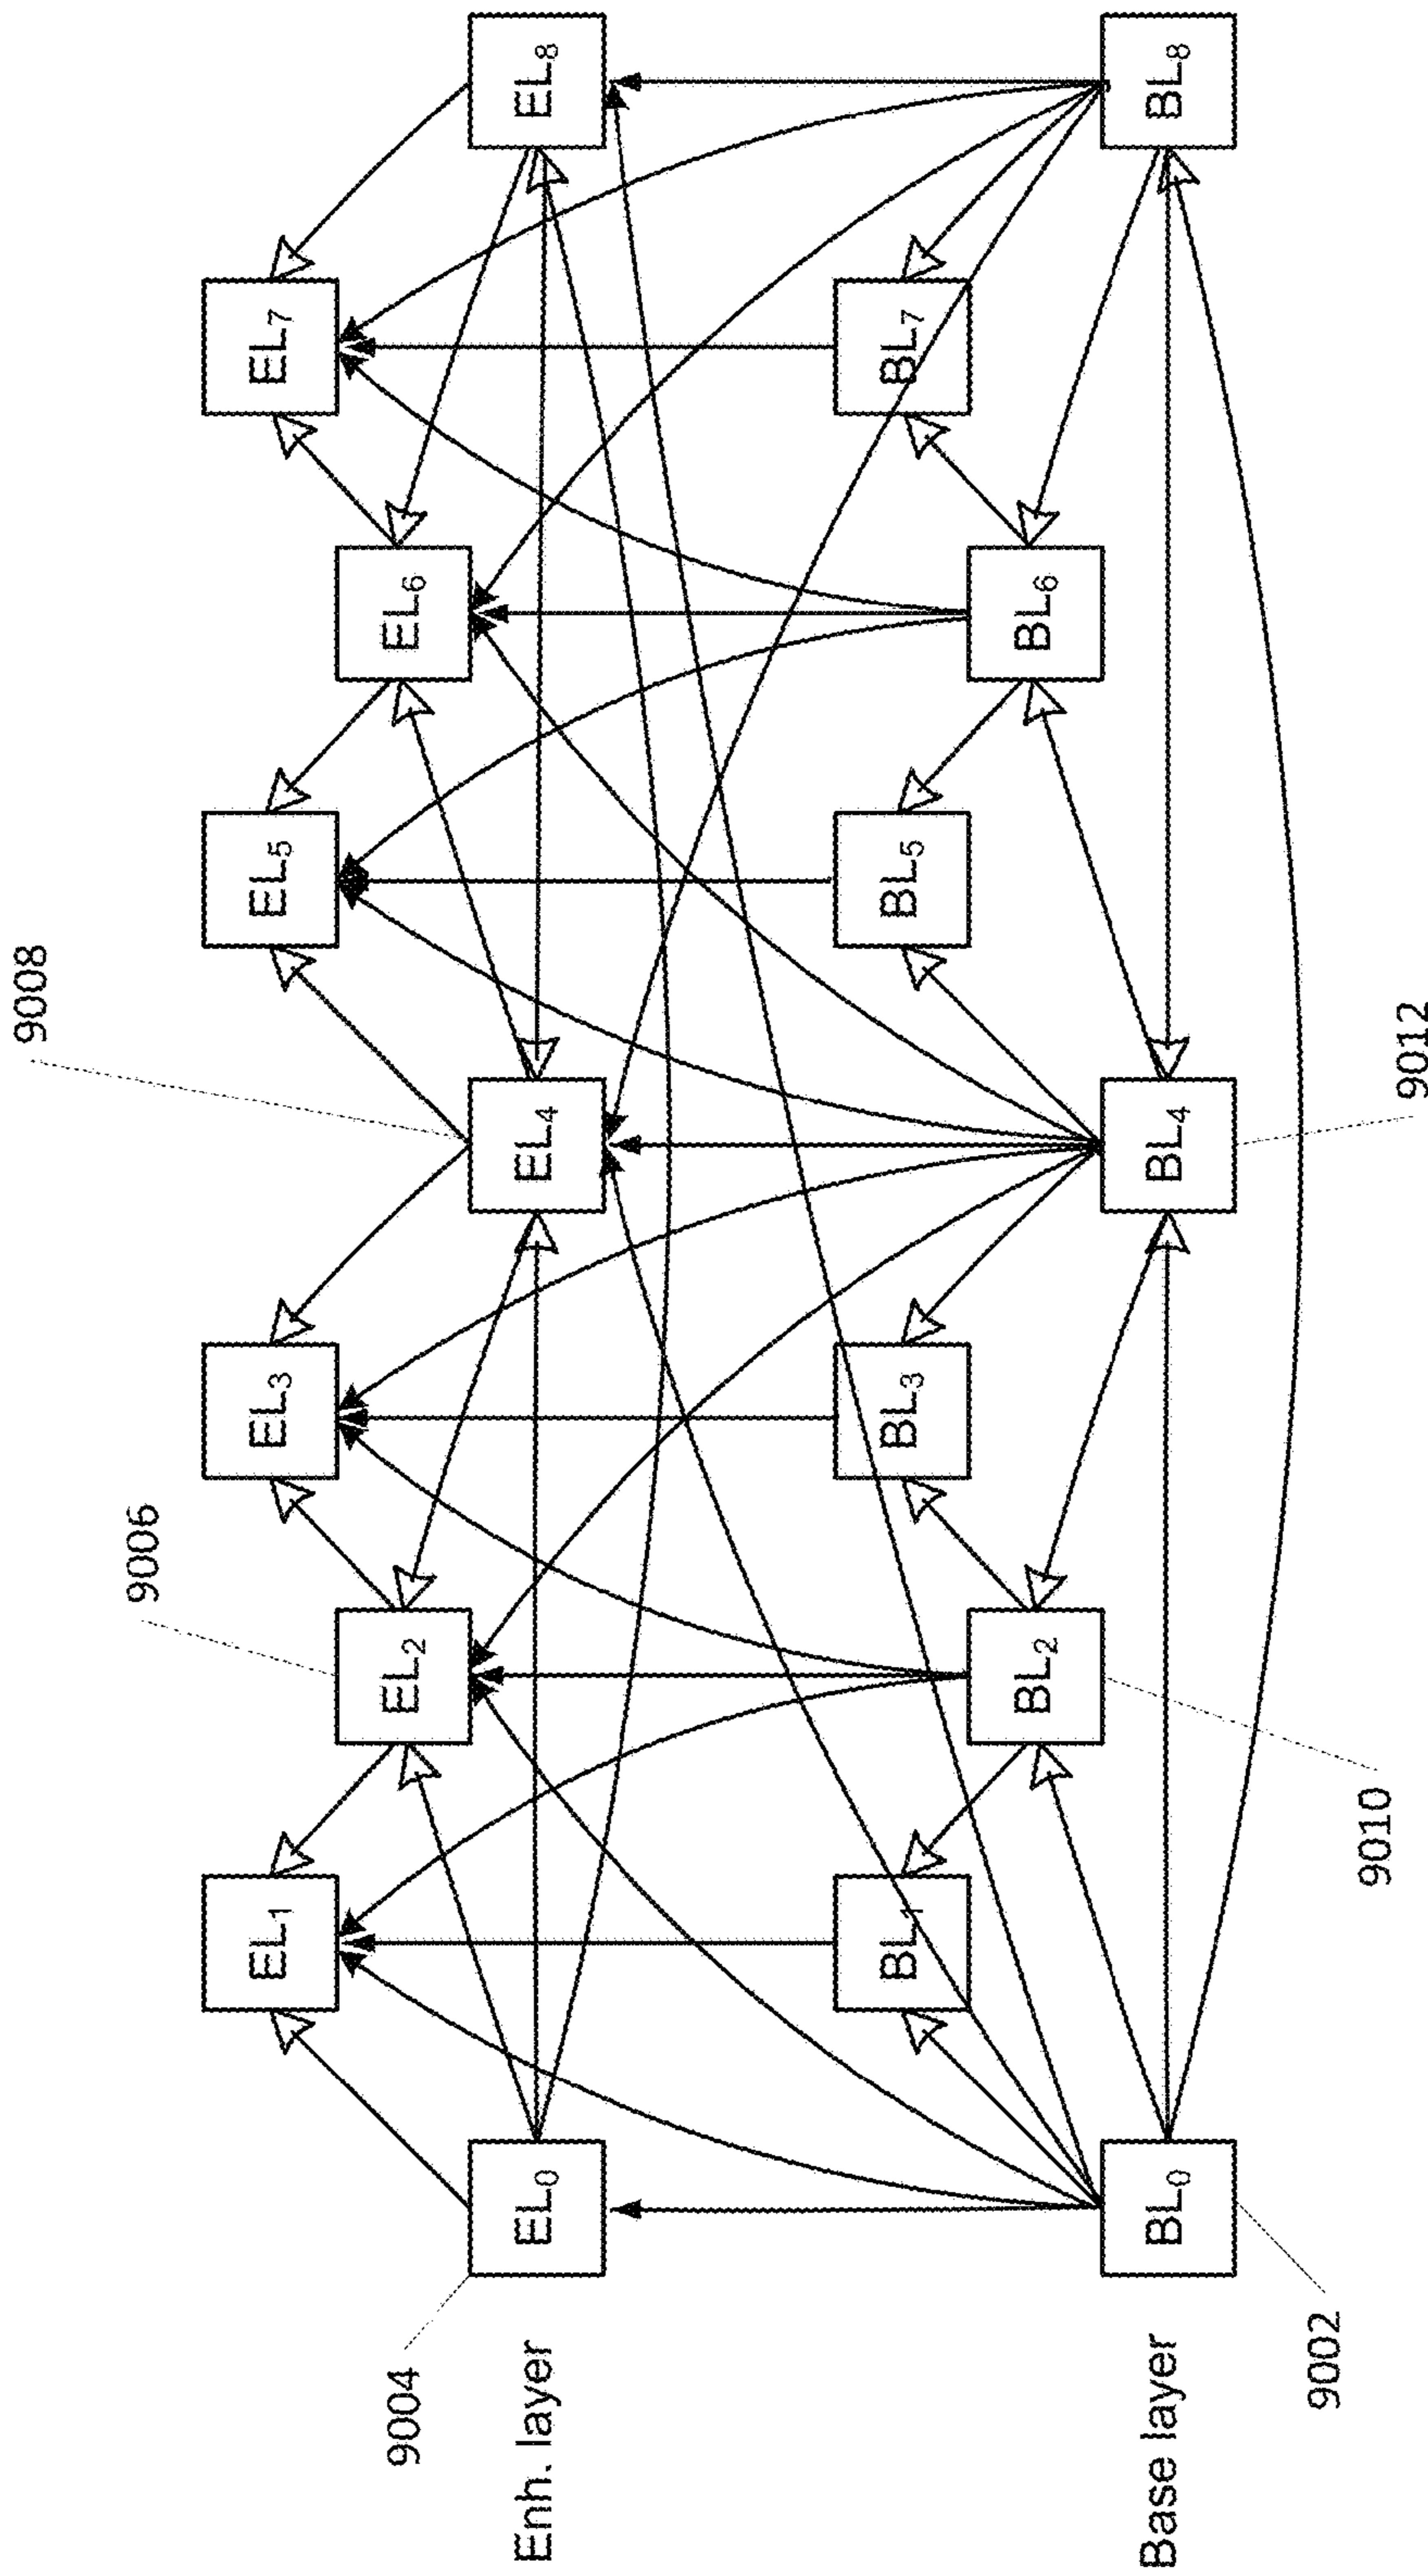 9008
9006
EL₁
EL₃
EL₅
EL₇
EL₂
EL₆
9004
Enh. layer
EL₀
EL₄
EL₈
BL₁
BL₃
BL₅
BL₇
BL₂
BL₆
Base layer
BL₀
BL₄
BL₈
9002
9010
9012